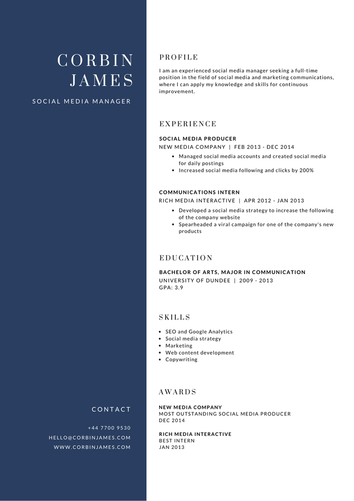 CORBIN
JAMES
SOCIAL MEDIA MANAGER
PROFILE
I am an experienced social media manager seeking a full-time
position in the field of social media and marketing communications,
where I can apply my knowledge and skills for continuous
improvement.
EXPERIENCE
SOCIAL MEDIA PRODUCER
NEW MEDIA COMPANY | FEB 2013 - DEC 2014
• Managed social media accounts and created social media
for daily postings
• Increased social media following and clicks by 200%
COMMUNICATIONS INTERN
RICH MEDIA INTERACTIVE | APR 2012 - JAN 2013
• Developed a social media strategy to increase the following
of the company website
• Spearheaded a viral campaign for one of the company's new
products
EDUCATION
BACHELOR OF ARTS, MAJOR IN COMMUNICATION
UNIVERSITY OF DUNDEE | 2009 - 2013
GPA: 3.9
SKILLS
• SEO and Google Analytics
• Social media strategy
• Marketing
• Web content development
• Copywriting
AWARDS
NEW MEDIA COMPANY
MOST OUTSTANDING SOCIAL MEDIA PRODUCER
DEC 2014
RICH MEDIA INTERACTIVE
BEST INTERN
JAN 2013
CONTACT
+44 7700 9530
HELLO@CORBINJAMES.COM
WWW.CORBINJAMES.COM